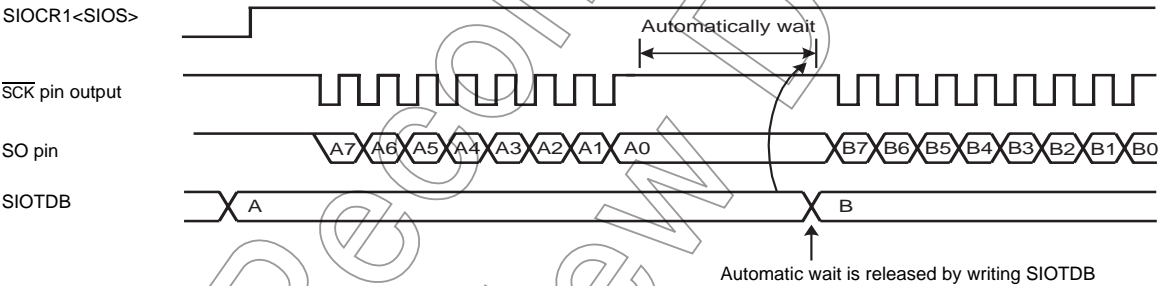 SIOCR1<SIOS>
Automatically wait
SCK pin output
SO pin
A7 A6 A5 A4 A3 A2 A1 A0 B7 B6 B5 B4 B3 B2 B1 B0
SIOTDB
A B
Automatic wait is released by writing SIOTDB